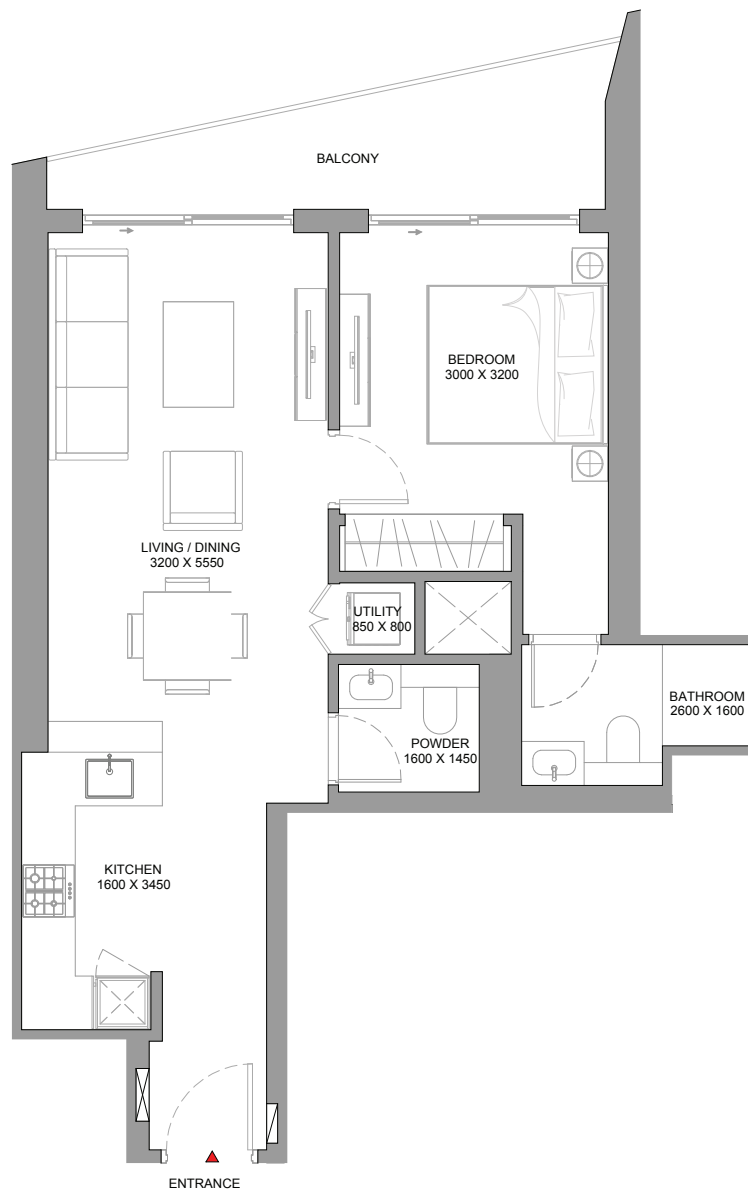 BALCONY
BEDROOM
3000 X 3200
LIVING / DINING
3200 X 5550
UTILITY
850 X 800
BATHROOM
2600 X 1600
POWDER
1600 X 1450
KITCHEN
1600 X 3450
ENTRANCE